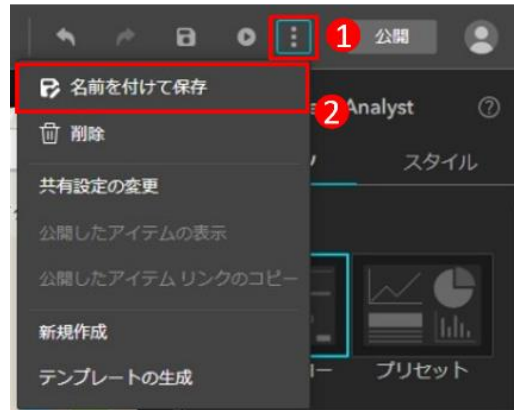 1
公開
名前を付けて保存
2
Analyst
削除
スタイル
共有設定の変更
公開したアイテムの表示
公開したアイテム リンクのコピー
新規作成
テンプレートの生成
プリセット